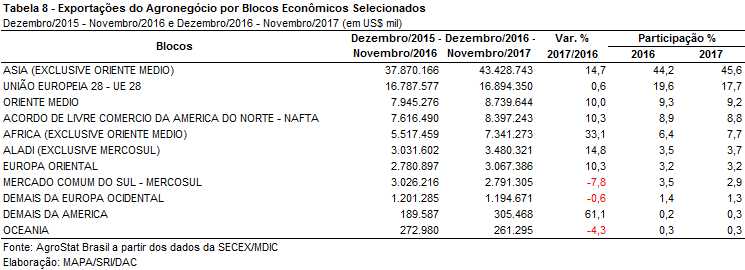 Tabela 8 - Exportações do Agronegócio por Blocos Econômicos Selecionados
Dezembro/2015 - Novembro/2016 e Dezembro/2016 - Novembro/2017 (em US$ mil)
Blocos Dezembro/2015 - Novembro/2016 Dezembro/2016 - Novembro/2017 Var. % 2017/2016 Participação %
2016 2017
ASIA (EXCLUSIVE ORIENTE MEDIO) 37.870.166 43.428.743 14,7 44,2 45,6
UNIÃO EUROPEIA 28 - UE 28 16.787.577 16.894.350 0,6 19,6 17,7
ORIENTE MEDIO 7.945.276 8.739.644 10,0 9,3 9,2
ACORDO DE LIVRE COMERCIO DA AMERICA DO NORTE - NAFTA 7.616.490 8.397.243 10,3 8,9 8,8
AFRICA (EXCLUSIVE ORIENTE MEDIO) 5.517.459 7.341.273 33,1 6,4 7,7
ALADI (EXCLUSIVE MERCOSUL) 3.031.602 3.480.321 14,8 3,5 3,7
EUROPA ORIENTAL 2.780.897 3.067.386 10,3 3,2 3,2
MERCADO COMUM DO SUL - MERCOSUL 3.026.216 2.791.305 -7,8 3,5 2,9
DEMAIS DA EUROPA OCIDENTAL 1.201.285 1.194.671 -0,6 1,4 1,3
DEMAIS DA AMERICA 189.587 305.468 61,1 0,2 0,3
OCEANIA 272.980 261.295 -4,3 0,3 0,3
Fonte: AgroStat Brasil a partir dos dados da SECEX/MDIC
Elaboração: MAPA/SRI/DAC